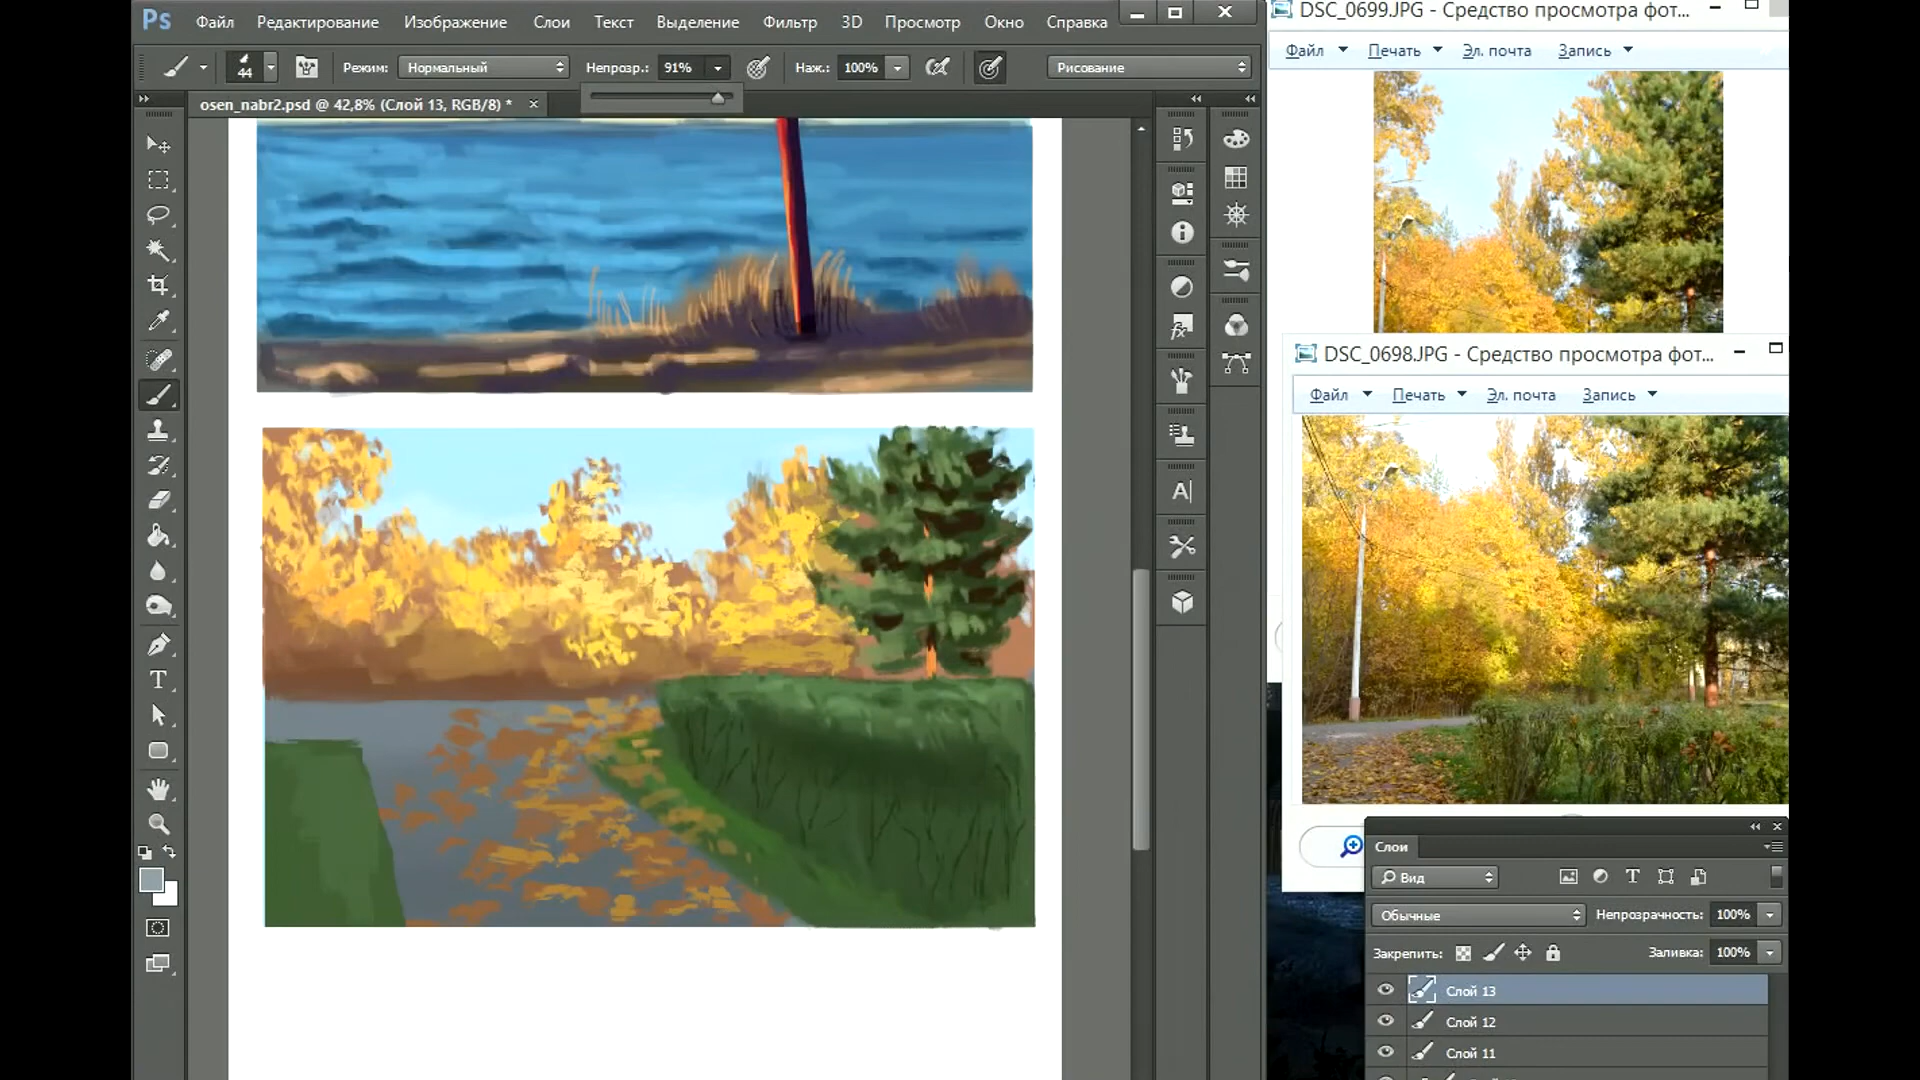 Ps Файл Редактирование Изображение Слои Текст Выделение Фильтр 3D Просмотр Окно Справка
44 Режим: Нормальный Непрозр.: 91% Наж.: 100% Рисование
osen_nabr2.psd @ 42,8% (Слой 13, RGB/8) *
DSC_0699.JPG - Средство просмотра фот...
Файл Печать Эл. почта Запись
DSC_0698.JPG - Средство просмотра фот...
Файл Печать Эл. почта Запись
Слои
Вид
Обычные Непрозрачность: 100%
Закрепить: Заливка: 100%
Слой 13
Слой 12
Слой 11